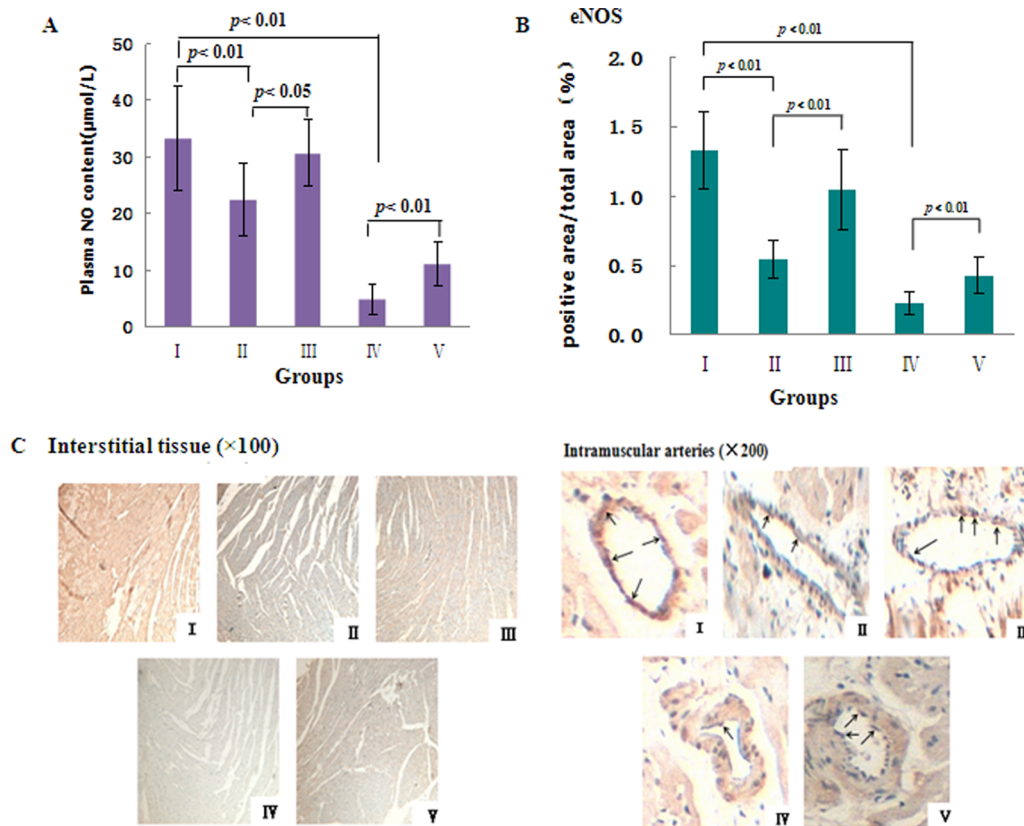 A
p< 0.01
p< 0.01
p< 0.05
p< 0.01
Plasma NO content(μmol/L)
50
40
30
20
10
0
I II III IV V
Groups
B eNOS
p < 0.01
p < 0.01
p < 0.01
p < 0.01
positive area/total area (%)
2.0
1.5
1.0
0.5
0.0
I II III IV V
Groups
C Interstitial tissue (×100)
I II III
IV V
Intramuscular arteries (×200)
I II II
IV V